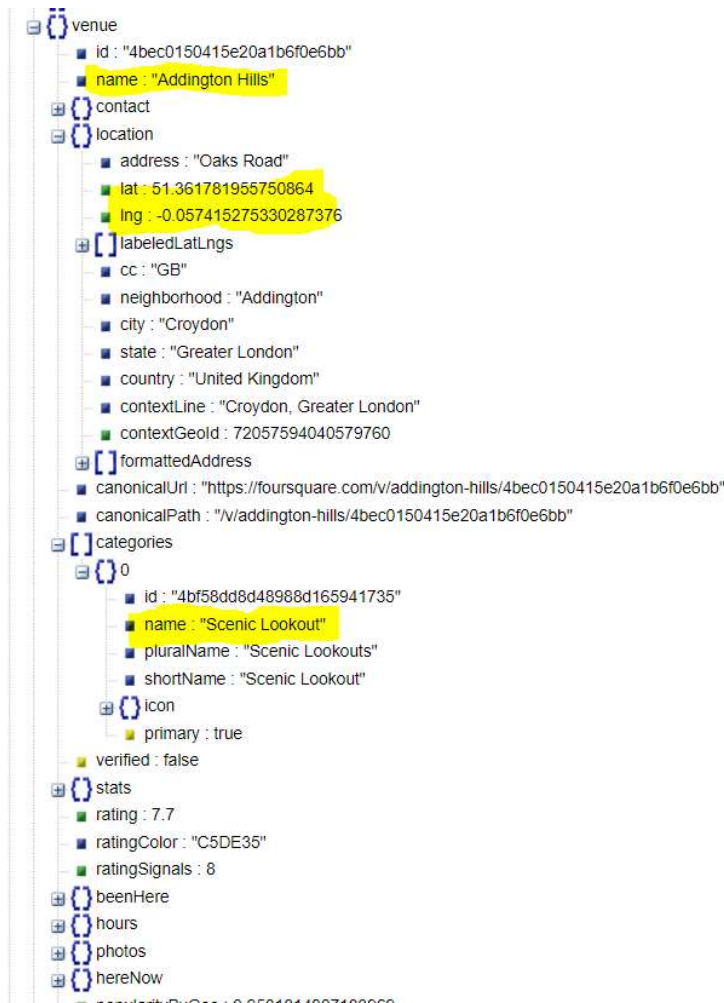 venue
id : "4bec0150415e20a1b6f0e6bb"
name : "Addington Hills"
contact
location
address : "Oaks Road"
lat : 51.361781955750864
lng : -0.057415275330287376
labeledLatLngs
cc : "GB"
neighborhood : "Addington"
city : "Croydon"
state : "Greater London"
country : "United Kingdom"
contextLine : "Croydon, Greater London"
contextGeoId : 72057594040579760
formattedAddress
canonicalUrl : "https://foursquare.com/v/addington-hills/4bec0150415e20a1b6f0e6bb"
canonicalPath : "/v/addington-hills/4bec0150415e20a1b6f0e6bb"
categories
0
id : "4bf58dd8d48988d165941735"
name : "Scenic Lookout"
pluralName : "Scenic Lookouts"
shortName : "Scenic Lookout"
icon
primary : true
verified : false
stats
rating : 7.7
ratingColor : "C5DE35"
ratingSignals : 8
beenHere
hours
photos
hereNow